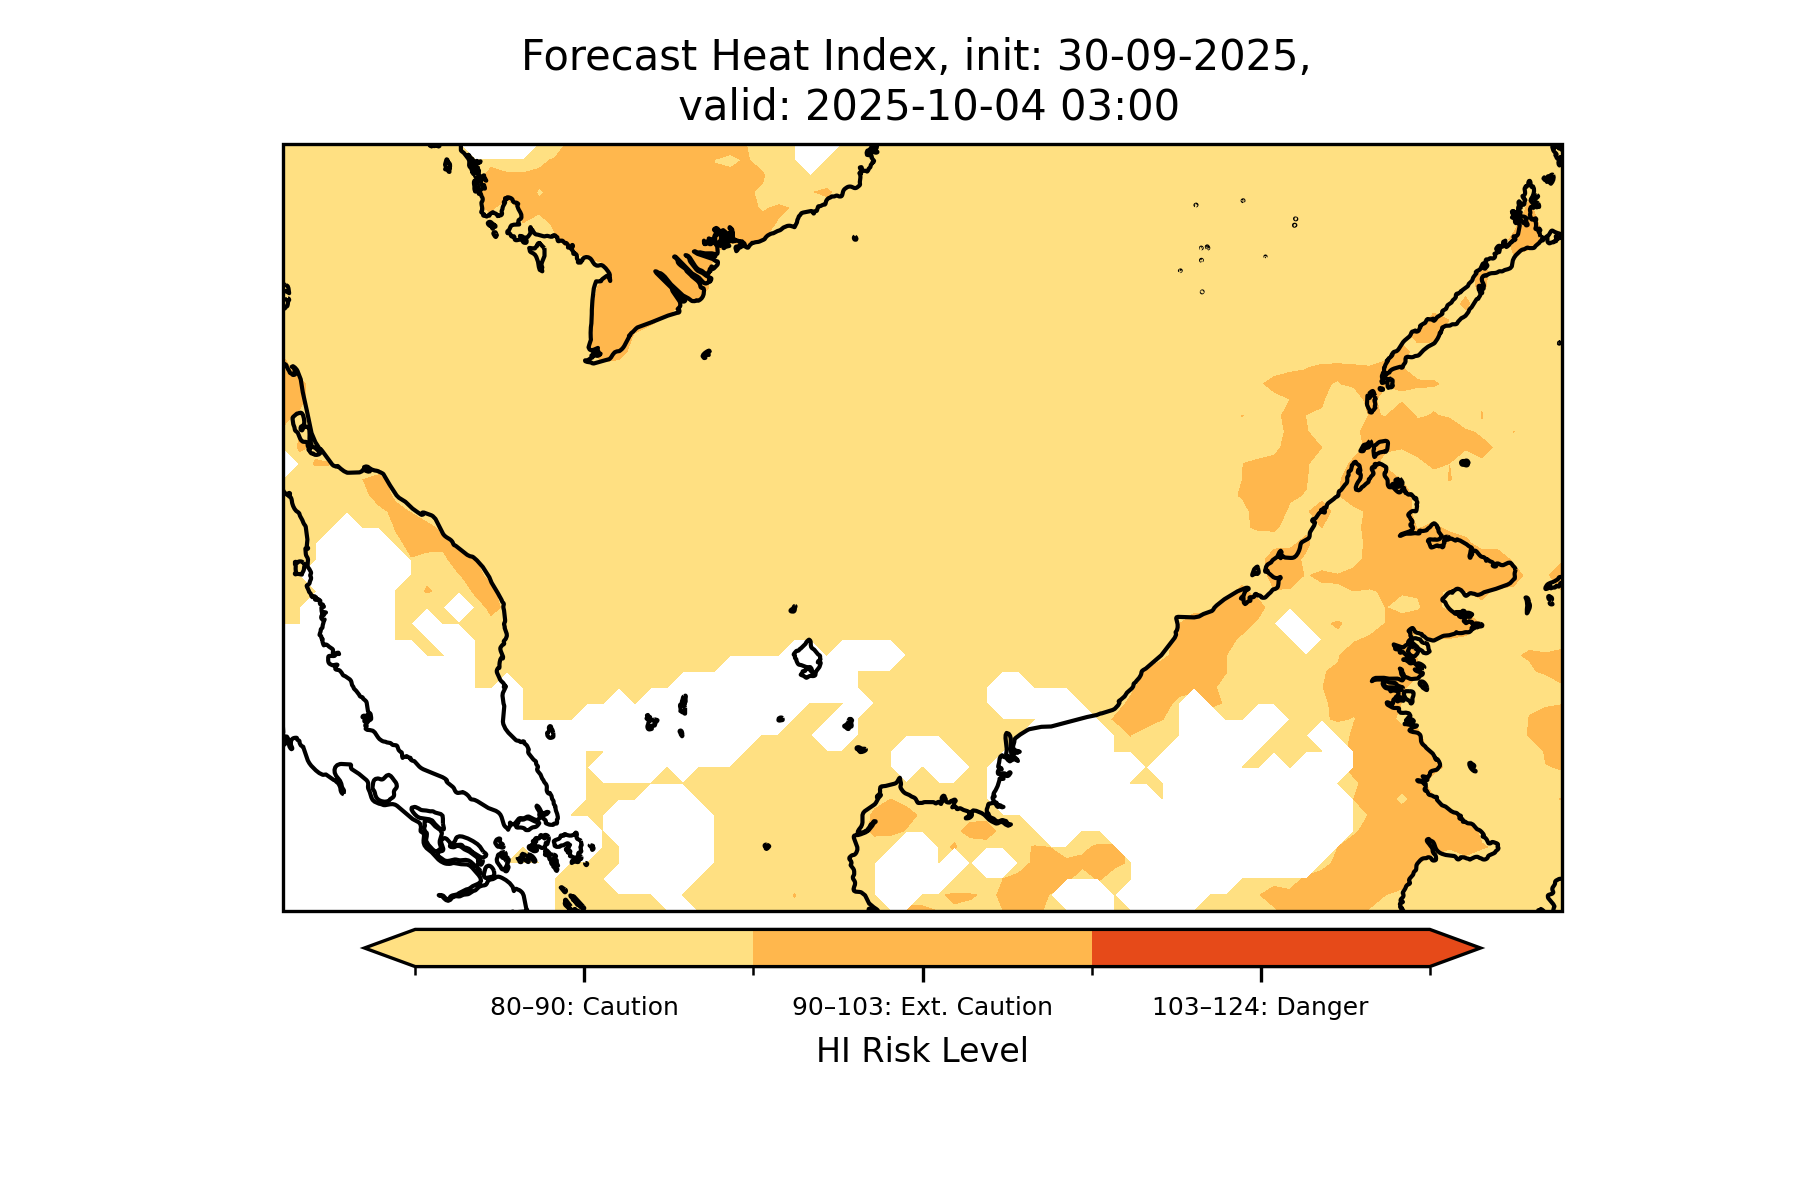 Forecast Heat Index, init: 30-09-2025,
valid: 2025-10-04 03:00
80–90: Caution
90–103: Ext. Caution
103–124: Danger
HI Risk Level